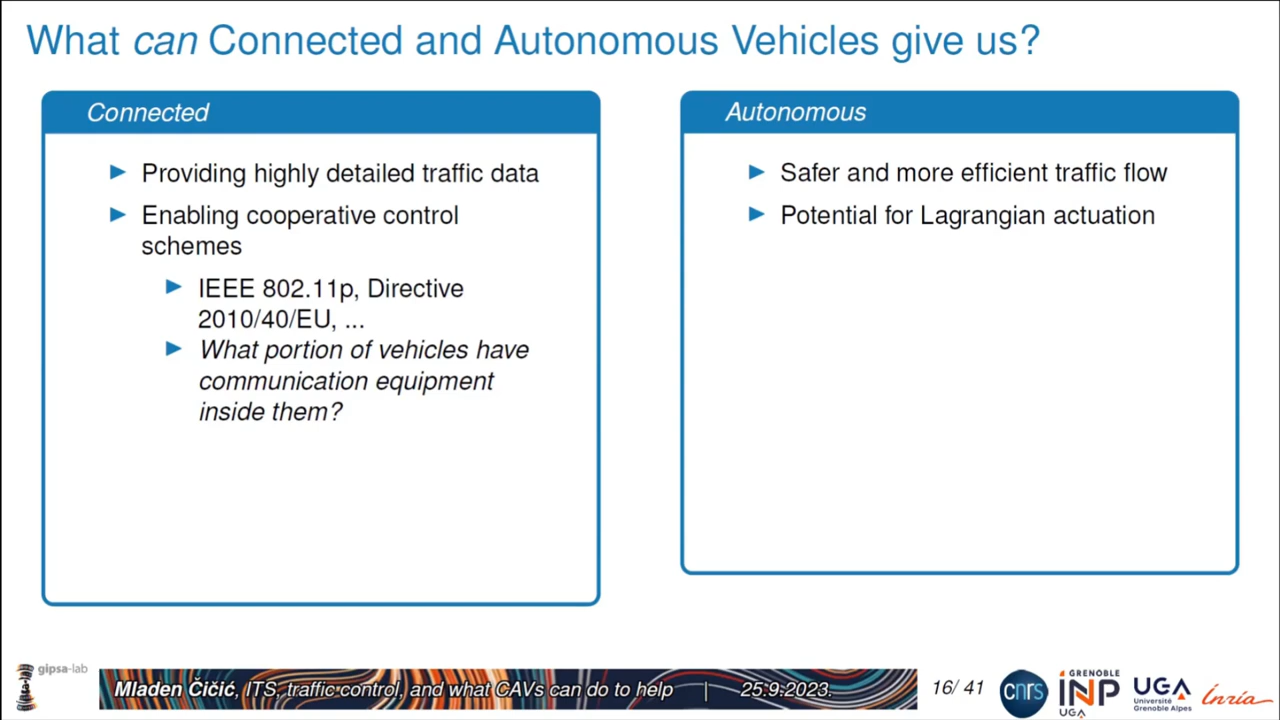 What can Connected and Autonomous Vehicles give us?
Connected
Providing highly detailed traffic data
Enabling cooperative control
schemes
IEEE 802.11p, Directive
2010/40/EU, ...
What portion of vehicles have
communication equipment
inside them?
Autonomous
Safer and more efficient traffic flow
Potential for Lagrangian actuation
gipsa-lab
Mladen Čičić, ITS, traffic control, and what CAVs can do to help | 25.9.2023.
16/ 41
cnrs
GRENOBLE
INP
UGA
UGA
Université
Grenoble Alpes
Inria